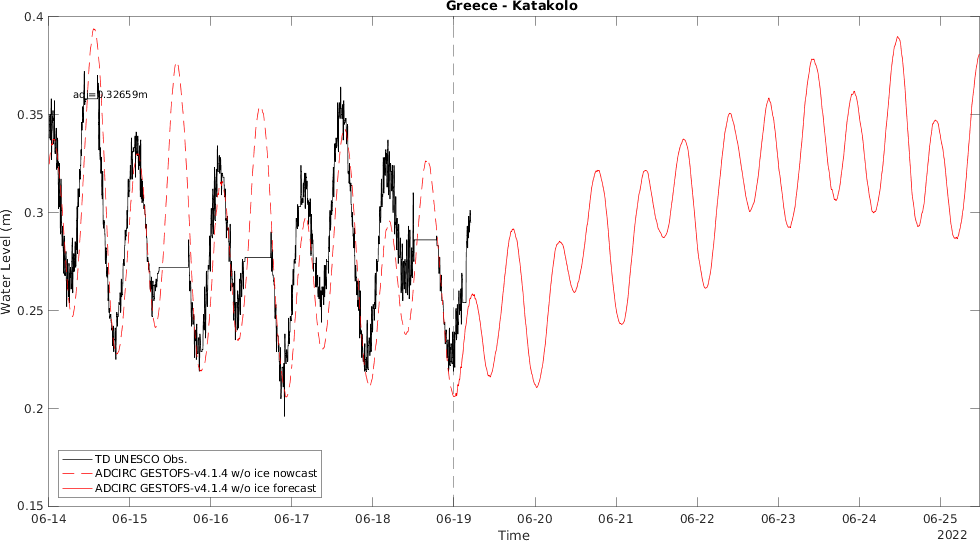 Greece - Katakolo
0.4
0.35
0.3
0.25
0.2
0.15
Water Level (m)
adj=0.32659m
TD UNESCO Obs.
ADCIRC GESTOFS-v4.1.4 w/o ice nowcast
ADCIRC GESTOFS-v4.1.4 w/o ice forecast
06-14 06-15 06-16 06-17 06-18 06-19 06-20 06-21 06-22 06-23 06-24 06-25
Time
2022